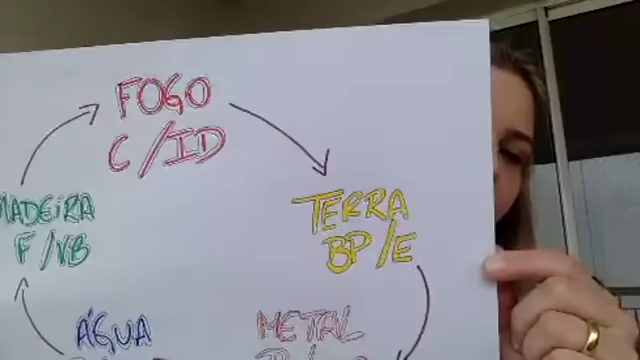 FOGO
C/ID
TERRA
BP/E
MADEIRA
F/VB
ÁGUA
METAL